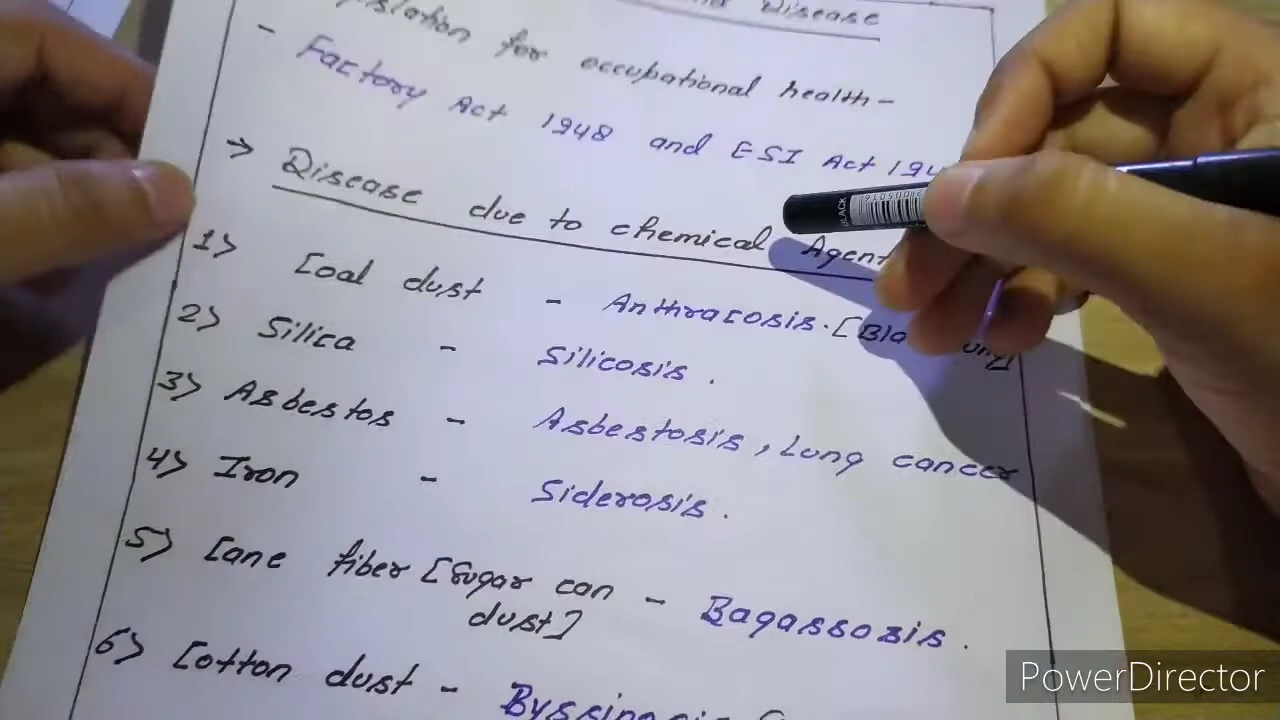 Disease
for occupational health-
- Factory Act 1948 and ESI Act
→ Disease due to chemical Agent
1> Coal dust - Anthracosis. [
2> Silica - Silicosis.
3> Asbestos - Asbestosis, Lung cancer
4> Iron - Siderosis.
5> Cane fiber [Sugar can - Bagassosis.
dust]
6> Cotton dust -
BLACK
PowerDirector